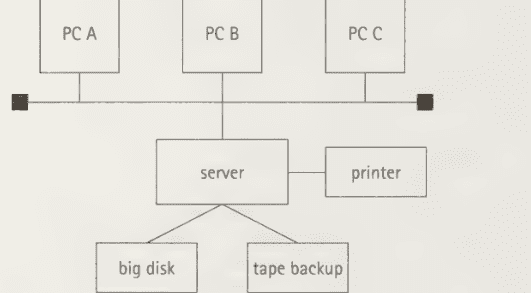 PC A
PC B
PC C
server
printer
big disk
tape backup